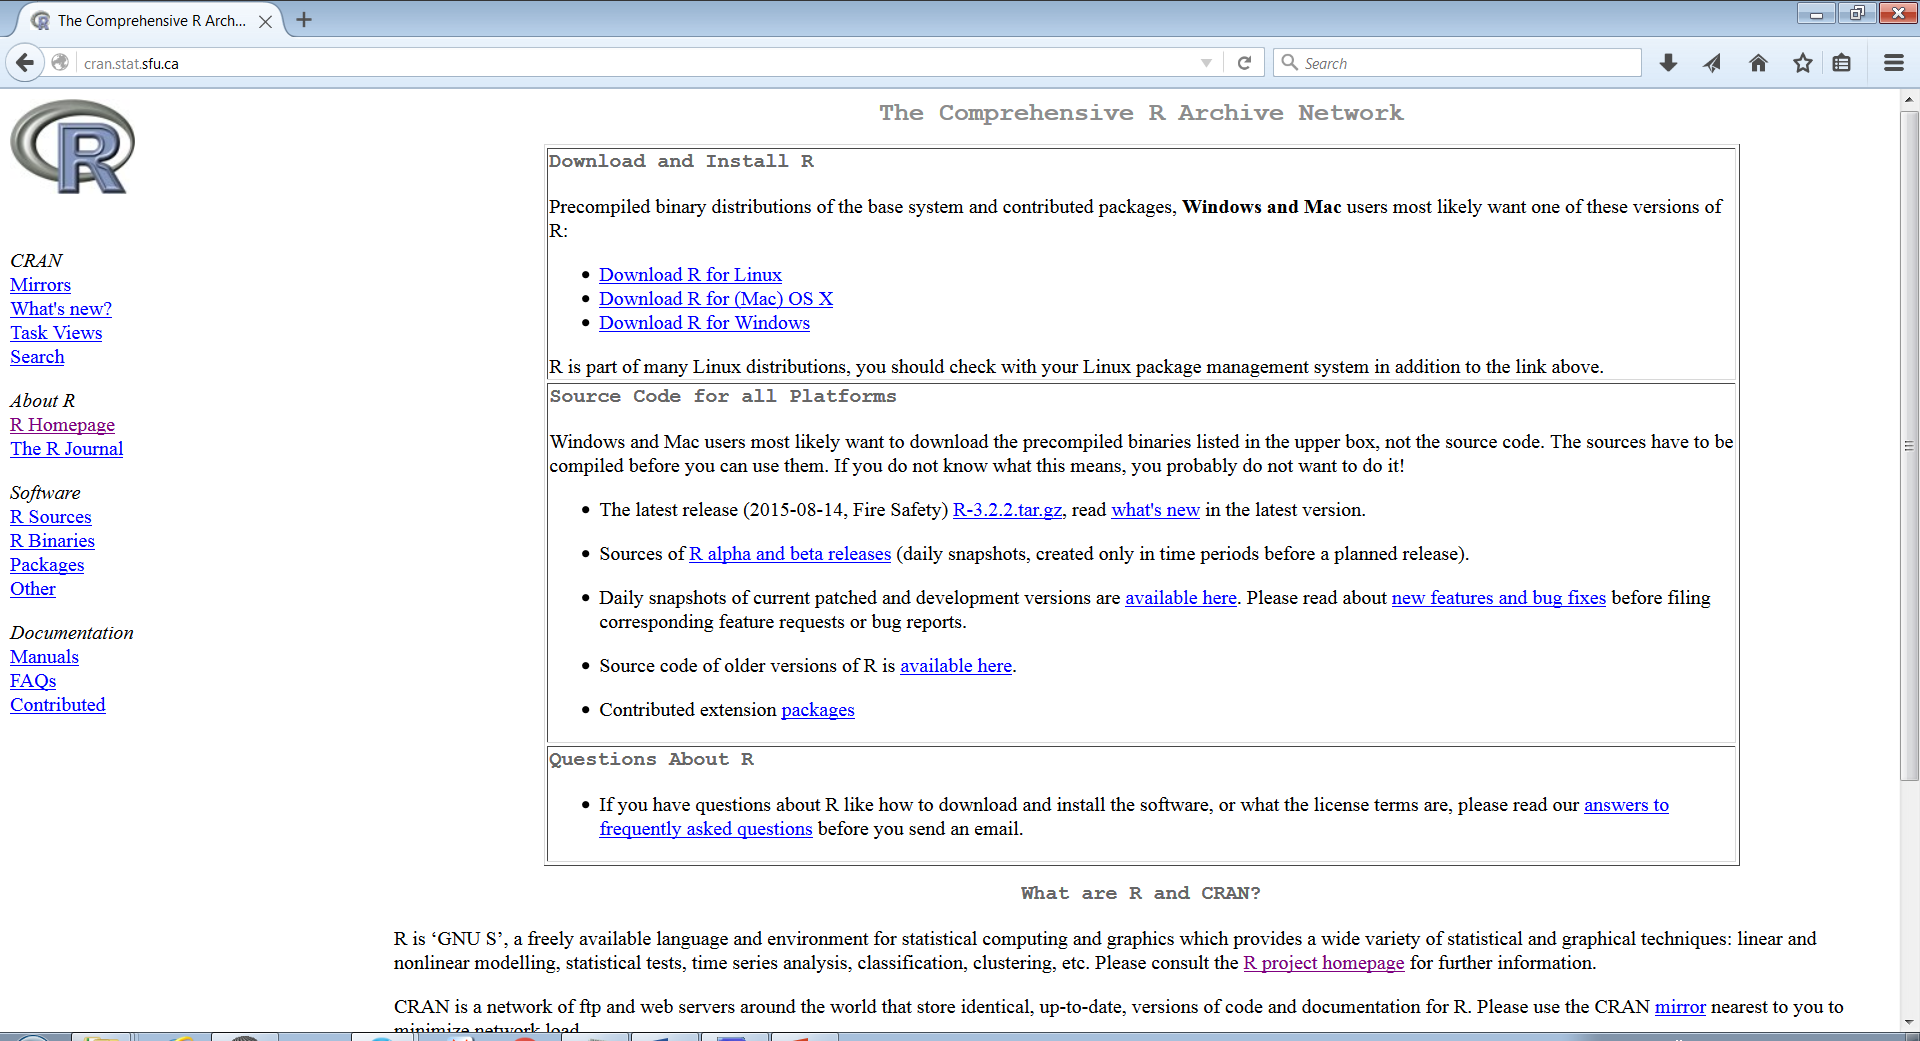 The Comprehensive R Arch...
cran.stat.sfu.ca
Search
R
CRAN
Mirrors
What's new?
Task Views
Search
About R
R Homepage
The R Journal
Software
R Sources
R Binaries
Packages
Other
Documentation
Manuals
FAQs
Contributed
The Comprehensive R Archive Network
Download and Install R
Precompiled binary distributions of the base system and contributed packages, Windows and Mac users most likely want one of these versions of
R:
• Download R for Linux
• Download R for (Mac) OS X
• Download R for Windows
R is part of many Linux distributions, you should check with your Linux package management system in addition to the link above.
Source Code for all Platforms
Windows and Mac users most likely want to download the precompiled binaries listed in the upper box, not the source code. The sources have to be
compiled before you can use them. If you do not know what this means, you probably do not want to do it!
• The latest release (2015-08-14, Fire Safety) R-3.2.2.tar.gz, read what's new in the latest version.
• Sources of R alpha and beta releases (daily snapshots, created only in time periods before a planned release).
• Daily snapshots of current patched and development versions are available here. Please read about new features and bug fixes before filing
corresponding feature requests or bug reports.
• Source code of older versions of R is available here.
• Contributed extension packages
Questions About R
• If you have questions about R like how to download and install the software, or what the license terms are, please read our answers to
frequently asked questions before you send an email.
What are R and CRAN?
R is ‘GNU S’, a freely available language and environment for statistical computing and graphics which provides a wide variety of statistical and graphical techniques: linear and
nonlinear modelling, statistical tests, time series analysis, classification, clustering, etc. Please consult the R project homepage for further information.
CRAN is a network of ftp and web servers around the world that store identical, up-to-date, versions of code and documentation for R. Please use the CRAN mirror nearest to you to
minimize network load.